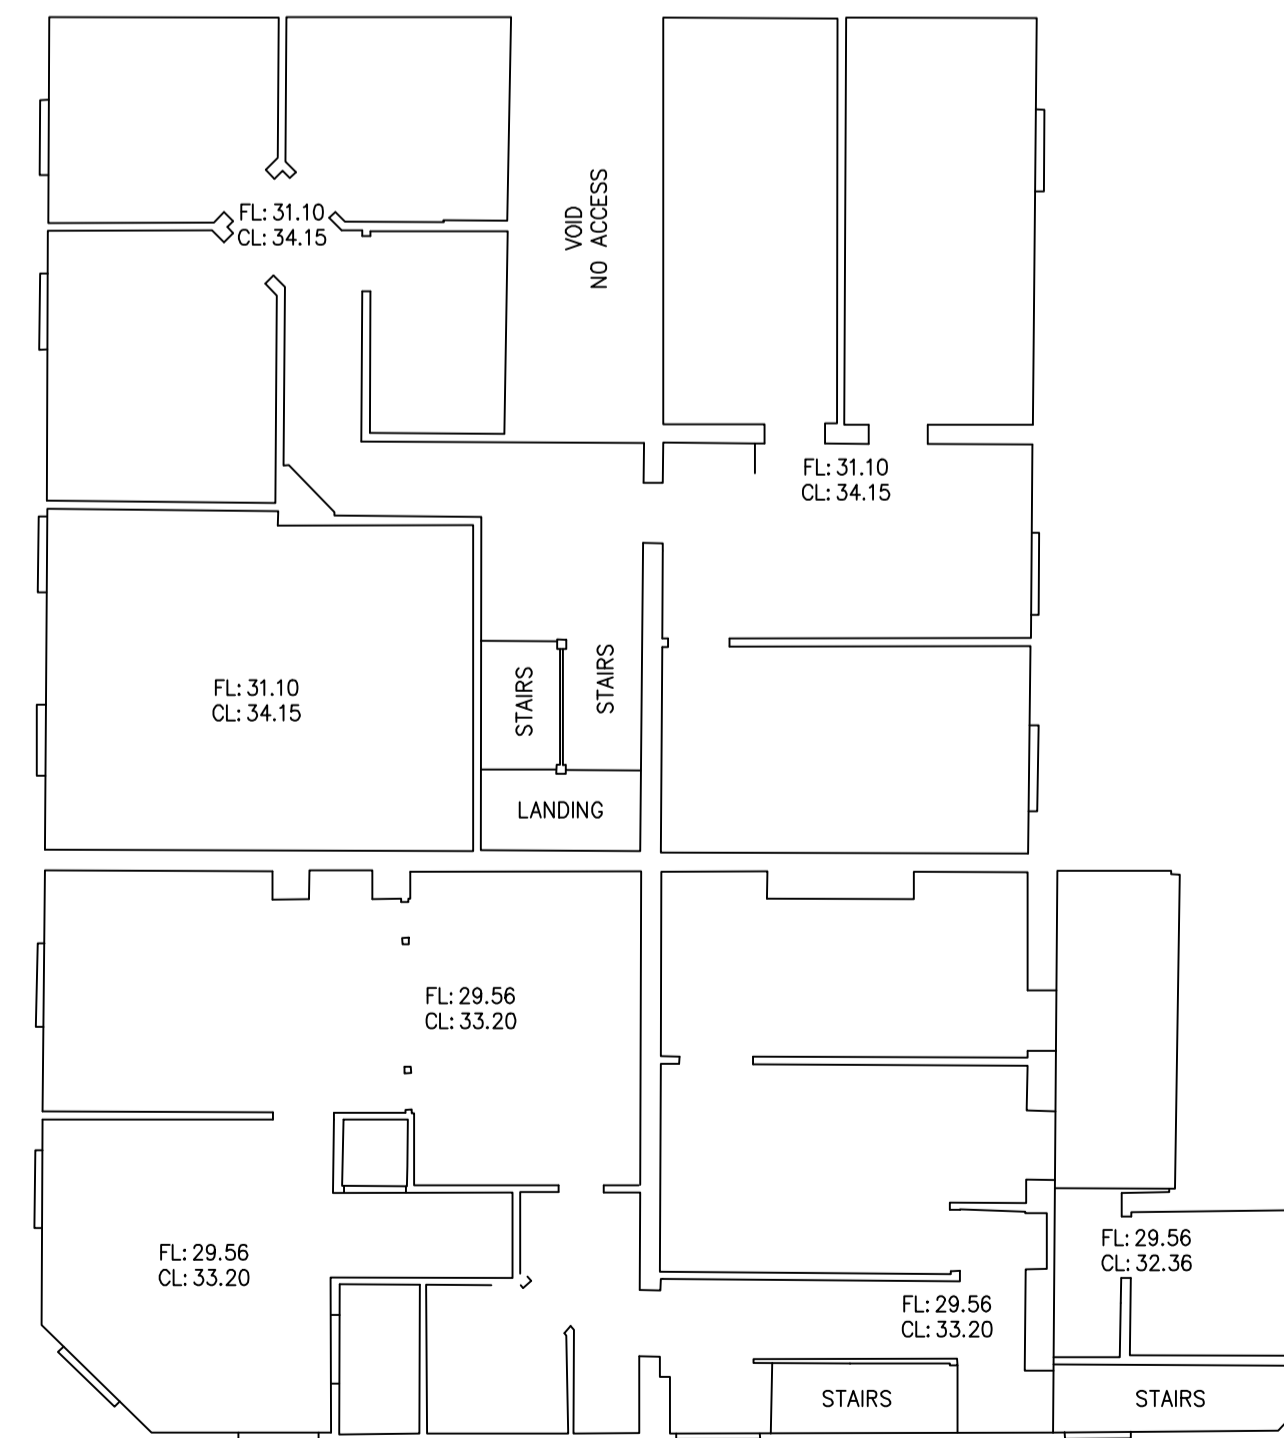 FL: 31.10
CL: 34.15
VOID
NO ACCESS
FL: 31.10
CL: 34.15
FL: 31.10
CL: 34.15
STAIRS
STAIRS
LANDING
FL: 29.56
CL: 33.20
FL: 29.56
CL: 33.20
FL: 29.56
CL: 32.36
FL: 29.56
CL: 33.20
STAIRS
STAIRS